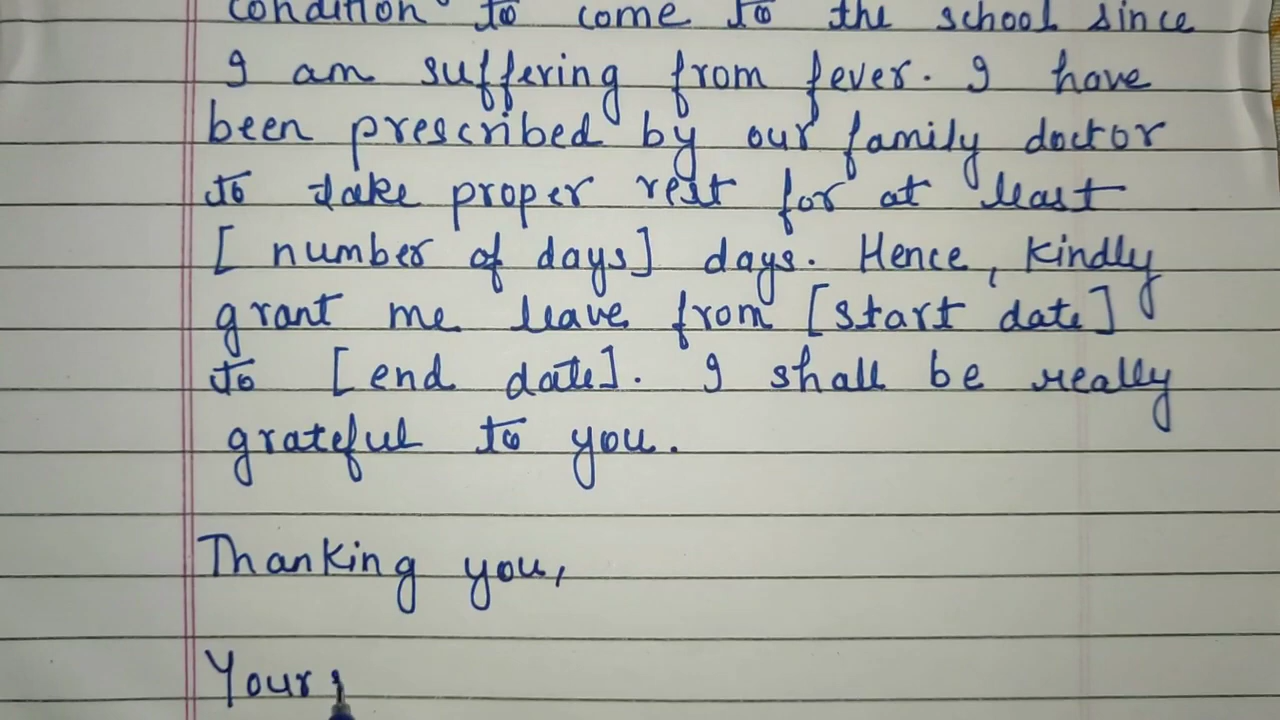 condition to come to the school since
I am suffering from fever. I have
been prescribed by our family doctor
to take proper rest for at least
[ number of days] days. Hence, kindly
grant me leave from [start date]
to [end date]. I shall be really
grateful to you.
Thanking you,
Your